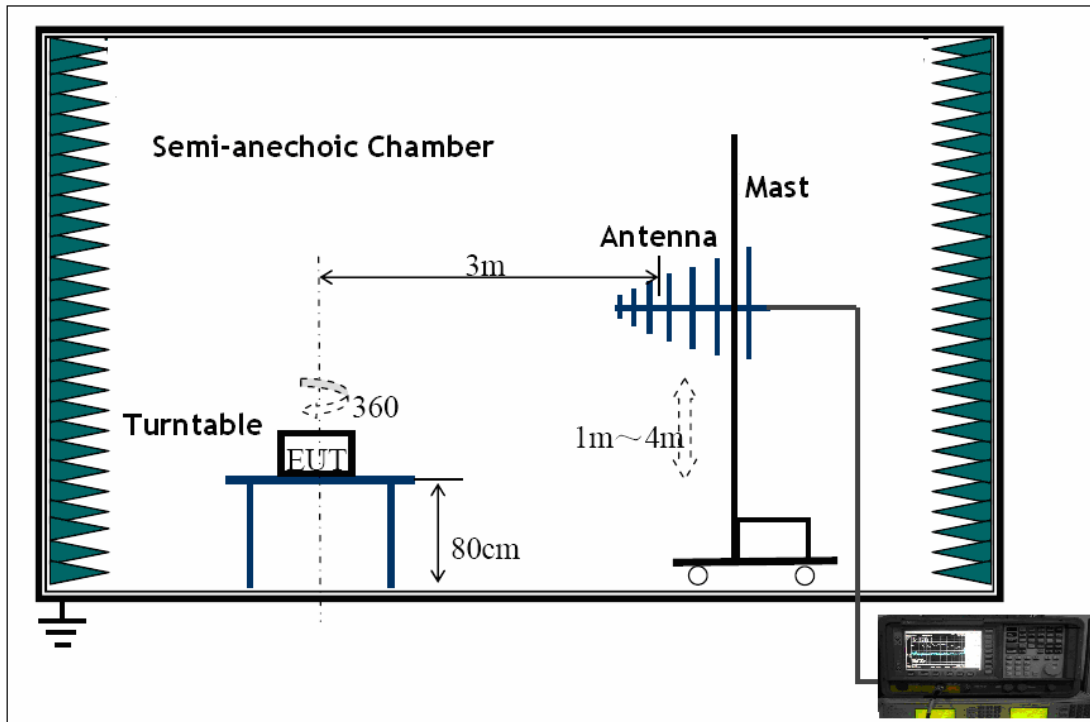 Semi-anechoic Chamber
Mast
Antenna
3m
360
Turntable
1m～4m
EUT
80cm